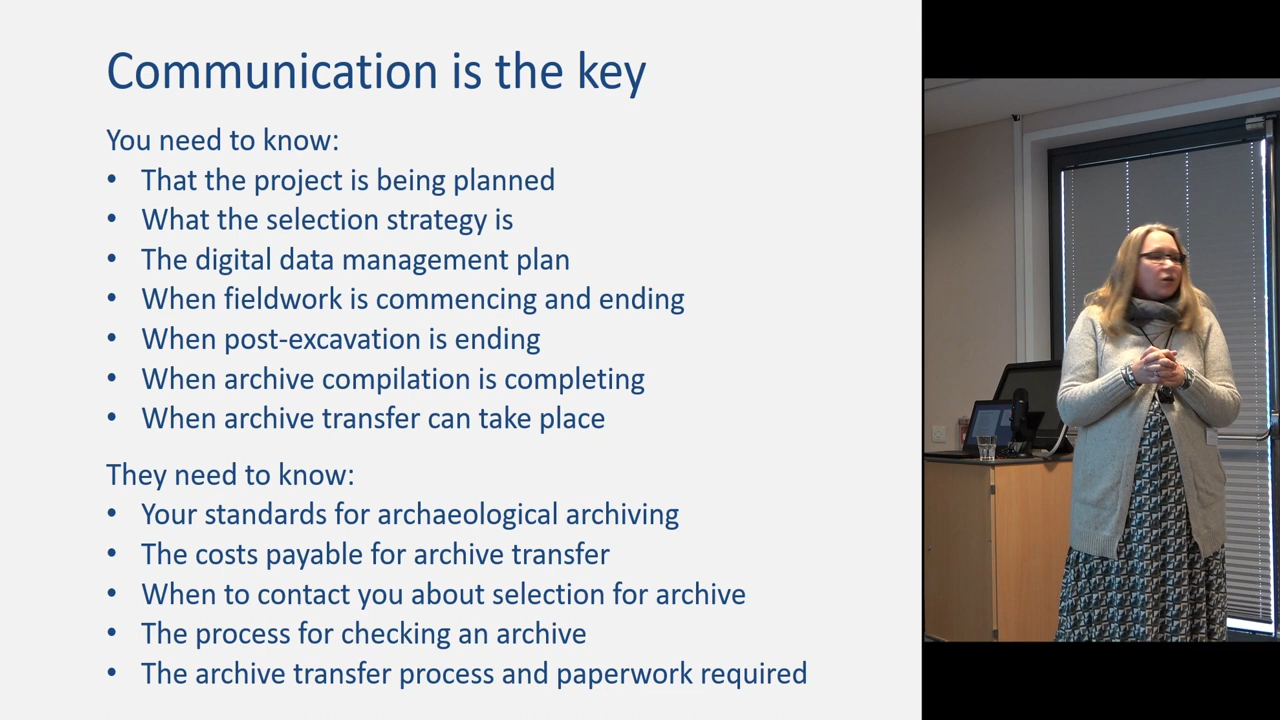 Communication is the key
You need to know:
• That the project is being planned
• What the selection strategy is
• The digital data management plan
• When fieldwork is commencing and ending
• When post-excavation is ending
• When archive compilation is completing
• When archive transfer can take place
They need to know:
• Your standards for archaeological archiving
• The costs payable for archive transfer
• When to contact you about selection for archive
• The process for checking an archive
• The archive transfer process and paperwork required